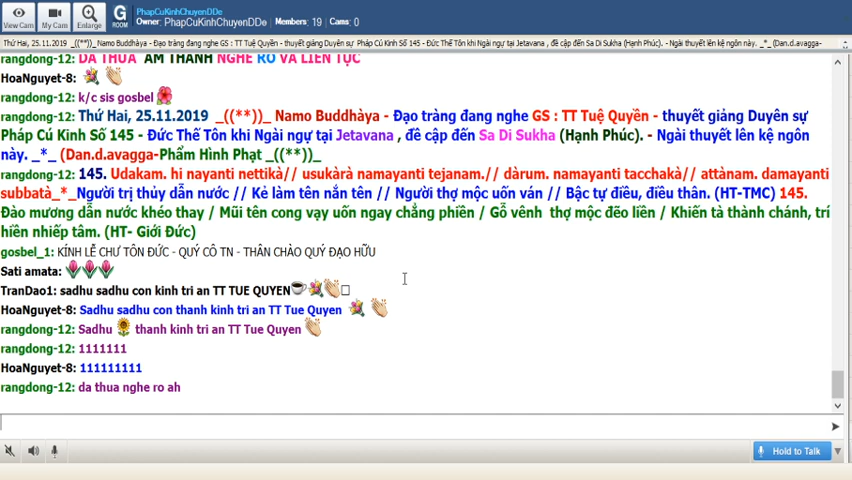 View Cam
My Cam
Enlarge
G
ROOM
PhapCuKinhChuyenDDe
Owner: PhapCuKinhChuyenDDe Members: 19 Cams: 0
Thứ Hai, 25.11.2019 _((**))_ Namo Buddhàya - Đạo tràng đang nghe GS : TT Tuệ Quyền - thuyết giảng Duyên sự Pháp Cú Kinh Số 145 - Đức Thế Tôn khi Ngài ngự tại Jetavana , đề cập đến Sa Di Sukha (Hạnh Phúc). - Ngài thuyết lên kệ ngôn này. _*_ (Dan.d.avagga-
rangdong-12: DA THUA AM THANH NGHE RO VA LIEN TUC
HoaNguyet-8:
rangdong-12: k/c sis gosbel
rangdong-12: Thứ Hai, 25.11.2019 _((**)_ Namo Buddhàya - Đạo tràng đang nghe GS : TT Tuệ Quyền - thuyết giảng Duyên sự
Pháp Cú Kinh Số 145 - Đức Thế Tôn khi Ngài ngự tại Jetavana , đề cập đến Sa Di Sukha (Hạnh Phúc). - Ngài thuyết lên kệ ngôn
này. _*_ (Dan.d.avagga-Phẩm Hình Phạt _((**)_
rangdong-12: 145. Udakam. hi nayanti nettikà// usukàrà namayanti tejanam.// dàrum. namayanti tacchakà// attànam. damayanti
subbatà_*_Người trị thủy dẫn nước // Kẻ làm tên nắn tên // Người thợ mộc uốn ván // Bậc tự điều, điều thân. (HT-TMC) 145.
Đào mương dẫn nước khéo thay / Mũi tên cong vạy uốn ngay chẳng phiền / Gỗ vênh thợ mộc đẽo liền / Khiến tà thành chánh, trí
hiền nhiếp tâm. (HT- Giới Đức)
gosbel_1: KÍNH LỄ CHƯ TÔN ĐỨC - QUÝ CÔ TN - THÂN CHÀO QUÝ ĐẠO HỮU
Sati amata:
TranDao1: sadhu sadhu con kinh tri an TT TUE QUYEN
HoaNguyet-8: Sadhu sadhu con thanh kinh tri an TT Tue Quyen
rangdong-12: Sadhu thanh kinh tri an TT Tue Quyen
rangdong-12: 1111111
HoaNguyet-8: 111111111
rangdong-12: da thua nghe ro ah
Hold to Talk